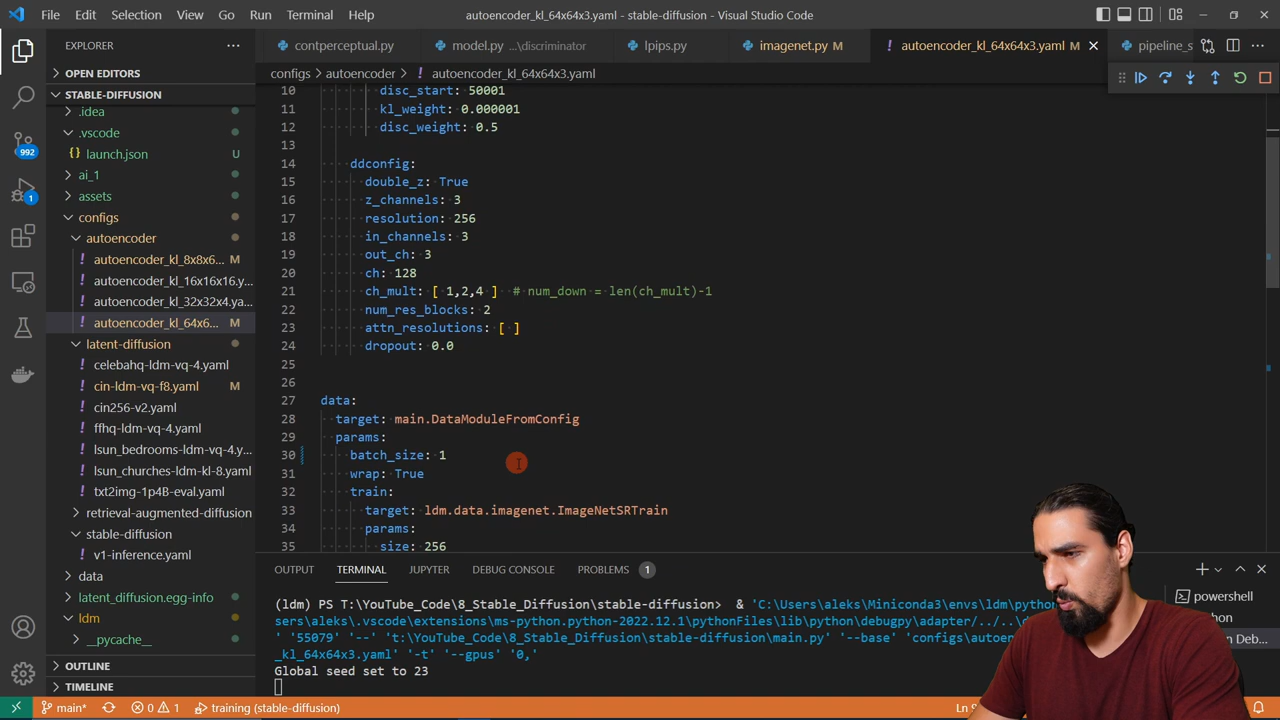 File Edit Selection View Go Run Terminal Help
autoencoder_kl_64x64x3.yaml - stable-diffusion - Visual Studio Code
EXPLORER
contperceptual.py
model.py ...\discriminator
lpips.py
imagenet.py M
! autoencoder_kl_64x64x3.yaml M
pipeline_s
configs > autoencoder > ! autoencoder_kl_64x64x3.yaml
OPEN EDITORS
STABLE-DIFFUSION
.idea
.vscode
{} launch.json U
ai_1
assets
configs
autoencoder
! autoencoder_kl_8x8x6... M
! autoencoder_kl_16x16x16.y...
! autoencoder_kl_32x32x4.ya...
! autoencoder_kl_64x6... M
latent-diffusion
! celebahq-ldm-vq-4.yaml
! cin-ldm-vq-f8.yaml M
! cin256-v2.yaml
! ffhq-ldm-vq-4.yaml
! lsun_bedrooms-ldm-vq-4.y...
! lsun_churches-ldm-kl-8.yaml
! txt2img-1p4B-eval.yaml
retrieval-augmented-diffusion
stable-diffusion
! v1-inference.yaml
data
latent_diffusion.egg-info
ldm
__pycache__
OUTLINE
TIMELINE
992
1
10 disc_start: 50001
11 kl_weight: 0.000001
12 disc_weight: 0.5
13
14 ddconfig:
15 double_z: True
16 z_channels: 3
17 resolution: 256
18 in_channels: 3
19 out_ch: 3
20 ch: 128
21 ch_mult: [ 1,2,4 ] # num_down = len(ch_mult)-1
22 num_res_blocks: 2
23 attn_resolutions: [ ]
24 dropout: 0.0
25
26
27 data:
28 target: main.DataModuleFromConfig
29 params:
30 batch_size: 1
31 wrap: True
32 train:
33 target: ldm.data.imagenet.ImageNetSRTrain
34 params:
35 size: 256
OUTPUT TERMINAL JUPYTER DEBUG CONSOLE PROBLEMS 1
(ldm) PS T:\YouTube_Code\8_Stable_Diffusion\stable-diffusion> & 'C:\Users\aleks\Miniconda3\envs\ldm\python
sers\aleks\.vscode\extensions\ms-python.python-2022.12.1\pythonFiles\lib\python\debugpy\adapter/../..\d
' '55079' '--' 't:\YouTube_Code\8_Stable_Diffusion\stable-diffusion\main.py' '--base' 'configs\autoen
_kl_64x64x3.yaml' '-t' '--gpus' '0,'
Global seed set to 23
powershell
on
on Deb...
main* 0 1 training (stable-diffusion)